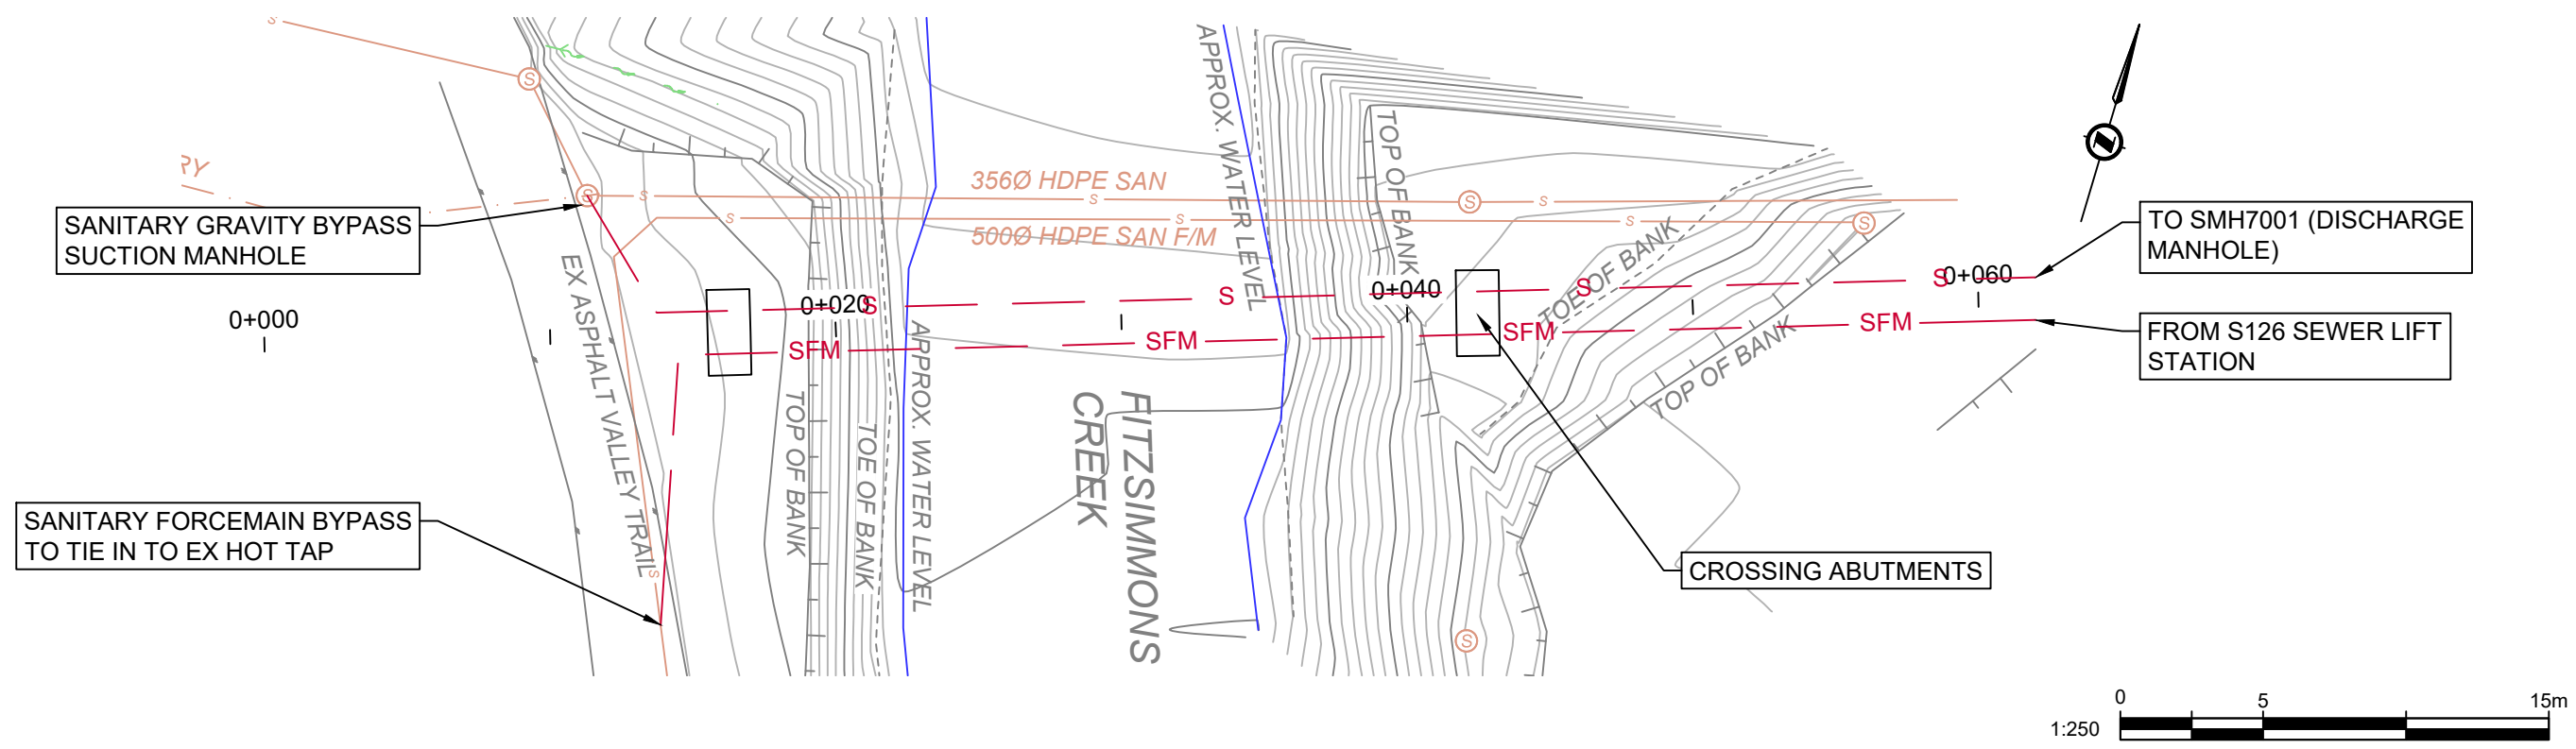 S
S
RY
356Ø HDPE SAN
S
S
S
S
S
APPROX. WATER LEVEL
TOP OF BANK
S
S
S
500Ø HDPE SAN F/M
S
SANITARY GRAVITY BYPASS
SUCTION MANHOLE
TO SMH7001 (DISCHARGE
MANHOLE)
0+000
0+020
S
S
0+040
S
S
0+060
EX ASPHALT VALLEY TRAIL
S
SFM
SFM
SFM
SFM
TOE OF BANK
TOP OF BANK
FROM S126 SEWER LIFT
STATION
TOP OF BANK
TOE OF BANK
APPROX. WATER LEVEL
FITZSIMMONS
CREEK
SANITARY FORCEMAIN BYPASS
TO TIE IN TO EX HOT TAP
CROSSING ABUTMENTS
S
0
5
15m
1:250